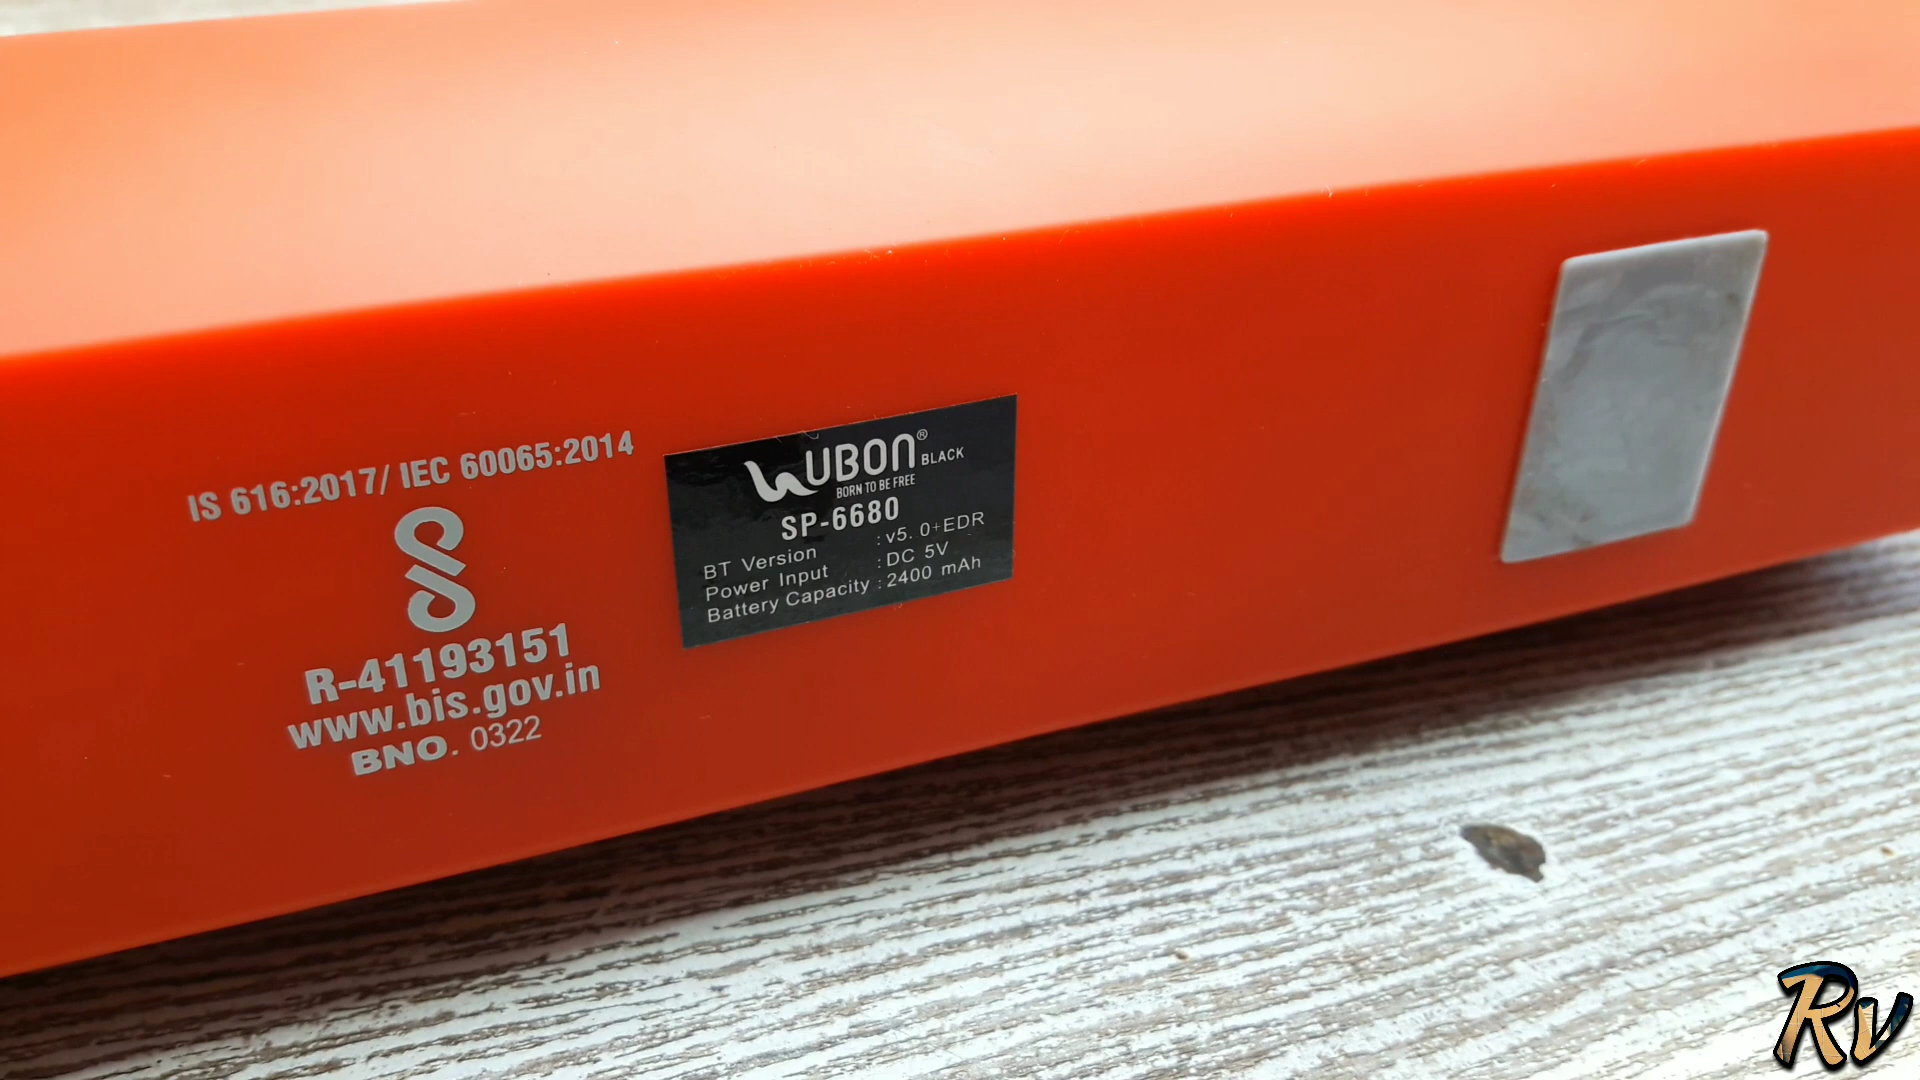 IS 616:2017/ IEC 60065:2014
R-41193151
www.bis.gov.in
BNO. 0322
UBON® BLACK
BORN TO BE FREE
SP-6680
BT Version : v5. 0+EDR
Power Input : DC 5V
Battery Capacity : 2400 mAh
Rv